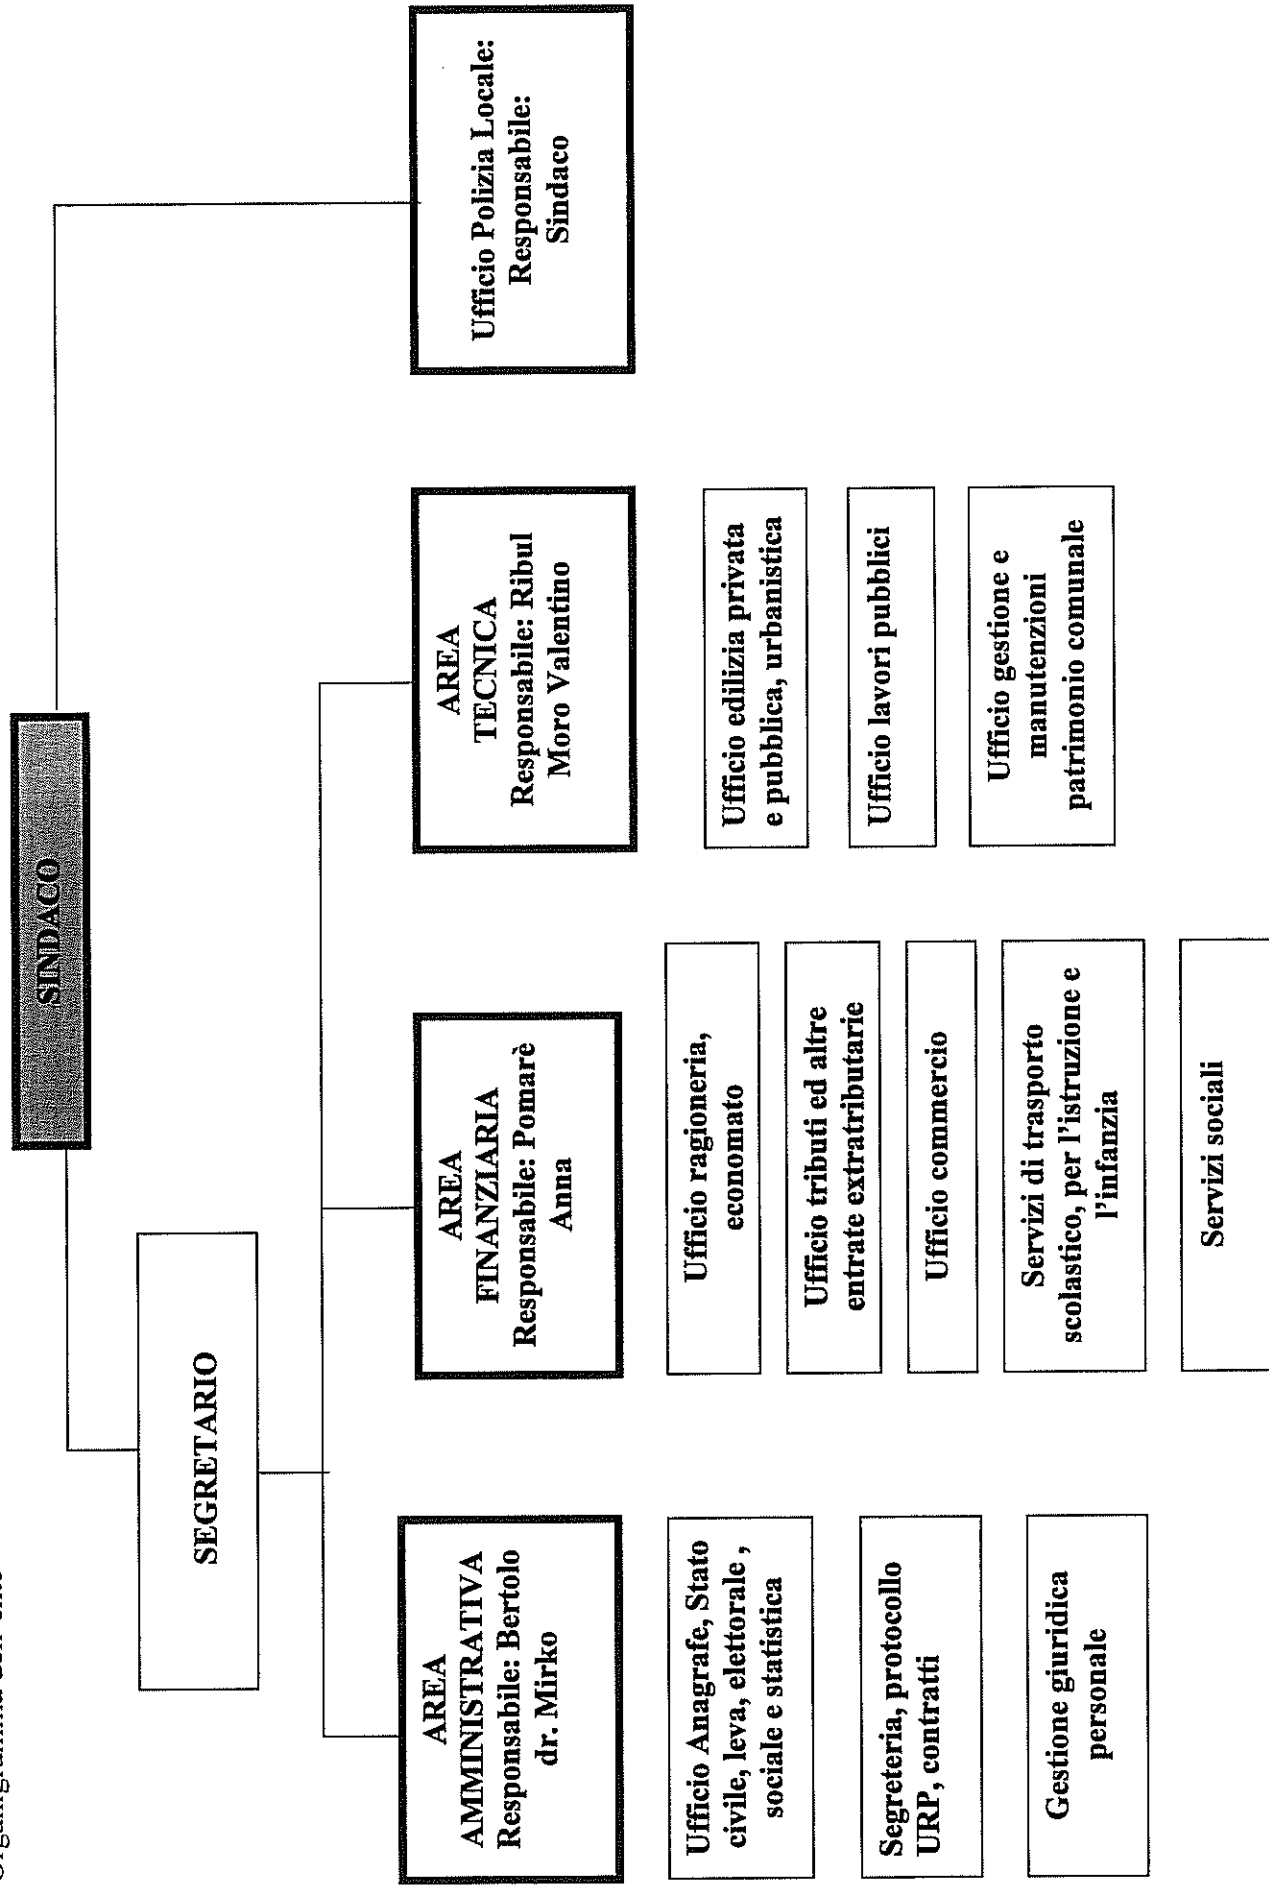 Organigramma dell'ente
SINDACO
SEGRETARIO
AREA
AMMINISTRATIVA
Responsabile: Bertolo
dr. Mirko
AREA
FINANZIARIA
Responsabile: Pomarè
Anna
AREA
TECNICA
Responsabile: Ribul
Moro Valentino
Ufficio Polizia Locale:
Responsabile:
Sindaco
Ufficio Anagrafe, Stato
civile, leva, elettorale ,
sociale e statistica
Segreteria, protocollo
URP, contratti
Gestione giuridica
personale
Ufficio ragioneria,
economato
Ufficio tributi ed altre
entrate extratributarie
Ufficio commercio
Servizi di trasporto
scolastico, per l'istruzione e
l'infanzia
Servizi sociali
Ufficio edilizia privata
e pubblica, urbanistica
Ufficio lavori pubblici
Ufficio gestione e
manutenzioni
patrimonio comunale